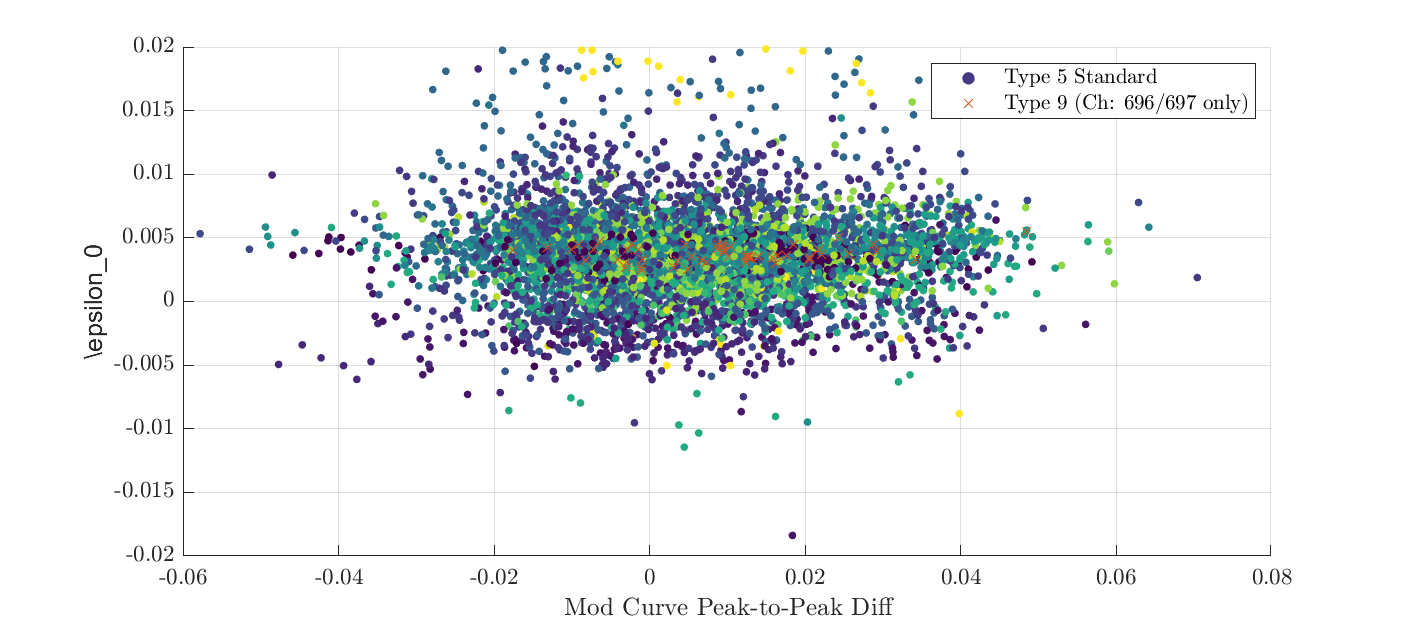 0.02
0.015
0.01
0.005
0
-0.005
-0.01
-0.015
-0.02
\epsilon_0
-0.06 -0.04 -0.02 0 0.02 0.04 0.06 0.08
Mod Curve Peak-to-Peak Diff
Type 5 Standard
Type 9 (Ch: 696/697 only)